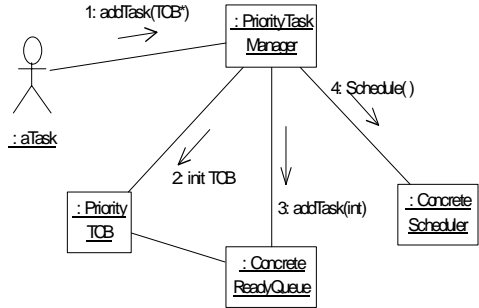 1: addTask(TCB*)
: PriorityTask
Manager
4: Schedule( )
: aTask
2: init TCB
: Priority
TCB
3: addTask(int)
: Concrete
Scheduler
: Concrete
ReadyQueue